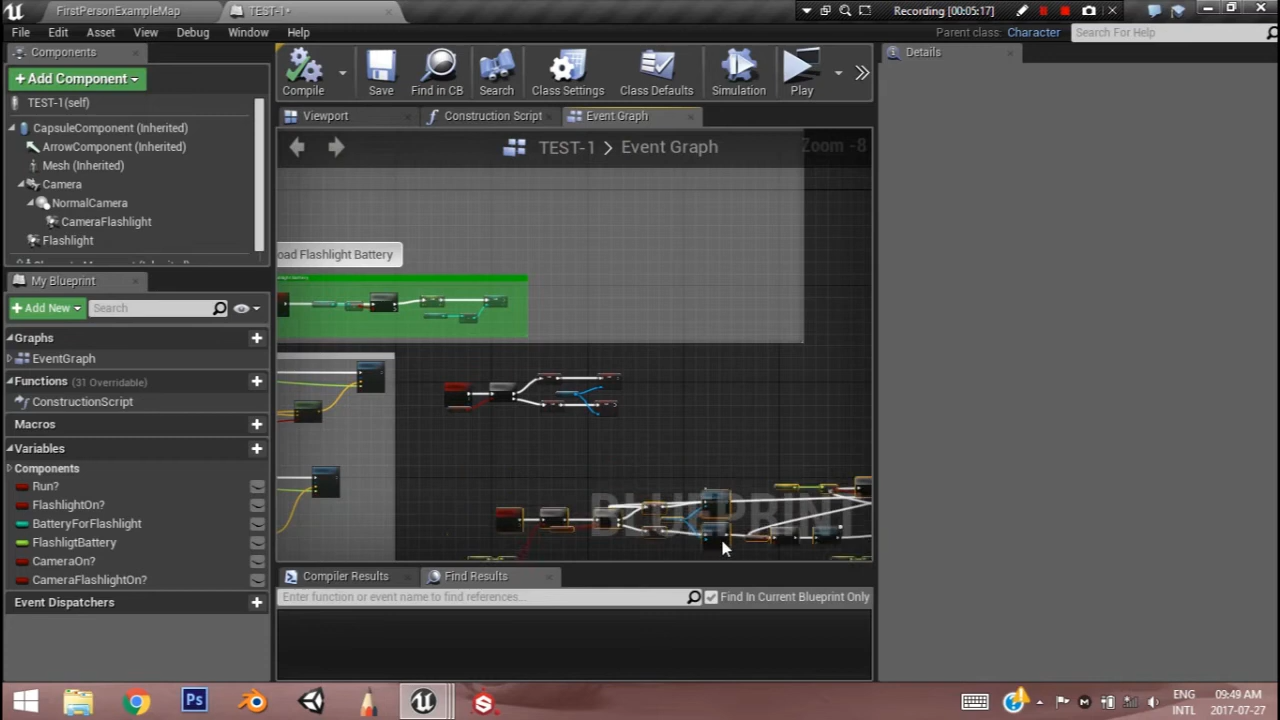 FirstPersonExampleMap
TEST-1*
Recording [00:05:17]
File Edit Asset View Debug Window Help
Parent class: Character
Search For Help
Components
+Add Component
TEST-1(self)
CapsuleComponent (Inherited)
ArrowComponent (Inherited)
Mesh (Inherited)
Camera
NormalCamera
CameraFlashlight
Flashlight
My Blueprint
+Add New
Search
Graphs
EventGraph
Functions (31 Overridable)
ConstructionScript
Macros
Variables
Components
Run?
FlashlightOn?
BatteryForFlashlight
FlashligtBattery
CameraOn?
CameraFlashlightOn?
Event Dispatchers
Compile
Save
Find in CB
Search
Class Settings
Class Defaults
Simulation
Play
Viewport
Construction Script
Event Graph
TEST-1 > Event Graph
Zoom -8
oad Flashlight Battery
BLUEPRINT
Compiler Results
Find Results
Enter function or event name to find references...
Find In Current Blueprint Only
Details
Ps
ENG
INTL
09:49 AM
2017-07-27